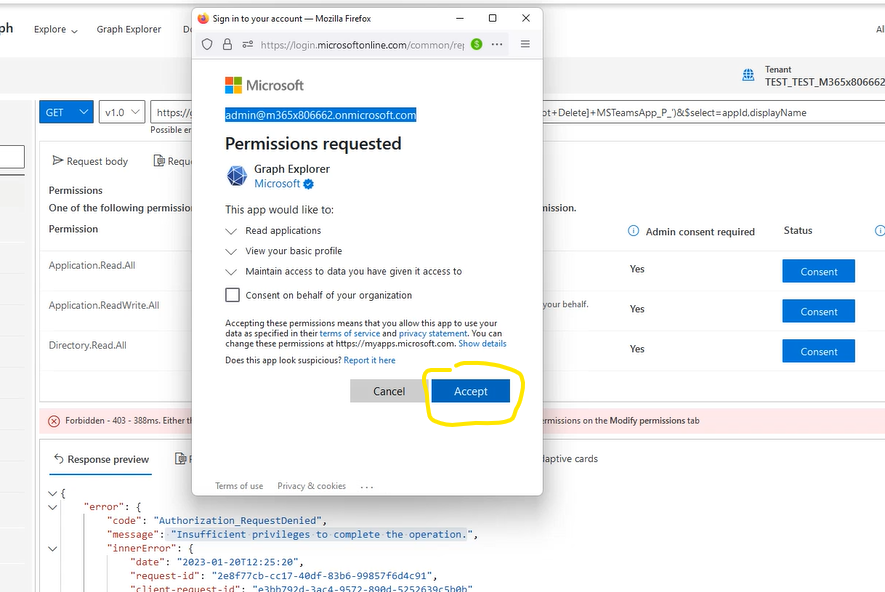 ph
Explore
Graph Explorer
Sign in to your account — Mozilla Firefox
https://login.microsoftonline.com/common/re
Tenant
TEST_TEST_M365x806662
GET
v1.0
https://g
ot+Delete]+MSTeamsApp_P_')&$select=appId,displayName
Microsoft
admin@m365x806662.onmicrosoft.com
Permissions requested
Graph Explorer
Microsoft
This app would like to:
Read applications
View your basic profile
Maintain access to data you have given it access to
Consent on behalf of your organization
Accepting these permissions means that you allow this app to use your
data as specified in their terms of service and privacy statement. You can
change these permissions at https://myapps.microsoft.com. Show details
Does this app look suspicious? Report it here
Cancel
Accept
Terms of use
Privacy & cookies
...
Possible er
Request body
Reque
Permissions
One of the following permission
mission.
Permission
Admin consent required
Status
Application.Read.All
Yes
Consent
Application.ReadWrite.All
your behalf.
Yes
Consent
Directory.Read.All
Yes
Consent
Forbidden - 403 - 388ms. Either th
ermissions on the Modify permissions tab
Response preview
daptive cards
{
"error": {
"code": "Authorization_RequestDenied",
"message": "Insufficient privileges to complete the operation.",
"innerError": {
"date": "2023-01-20T12:25:20",
"request-id": "2e8f77cb-cc17-40df-83b6-99857f6d4c91",
"client-request-id": "e3bb792d-3ac4-9572-890d-5252639c5b0b"